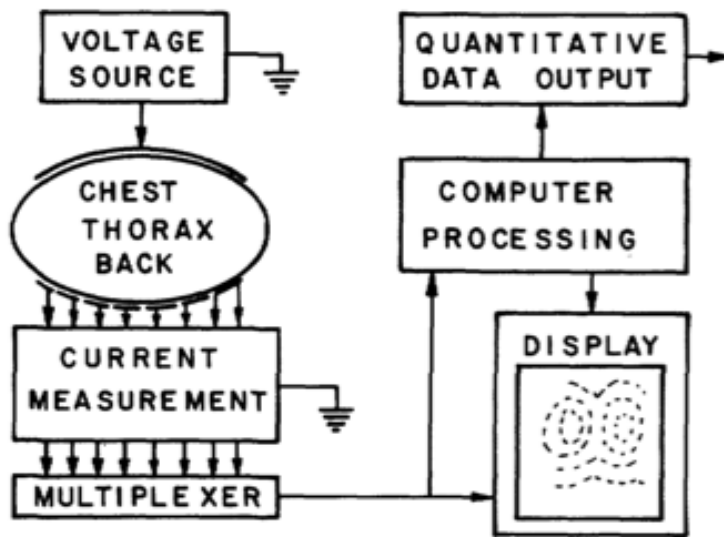 VOLTAGE
SOURCE
CHEST
THORAX
BACK
CURRENT
MEASUREMENT
MULTIPLEXER
QUANTITATIVE
DATA OUTPUT
COMPUTER
PROCESSING
DISPLAY